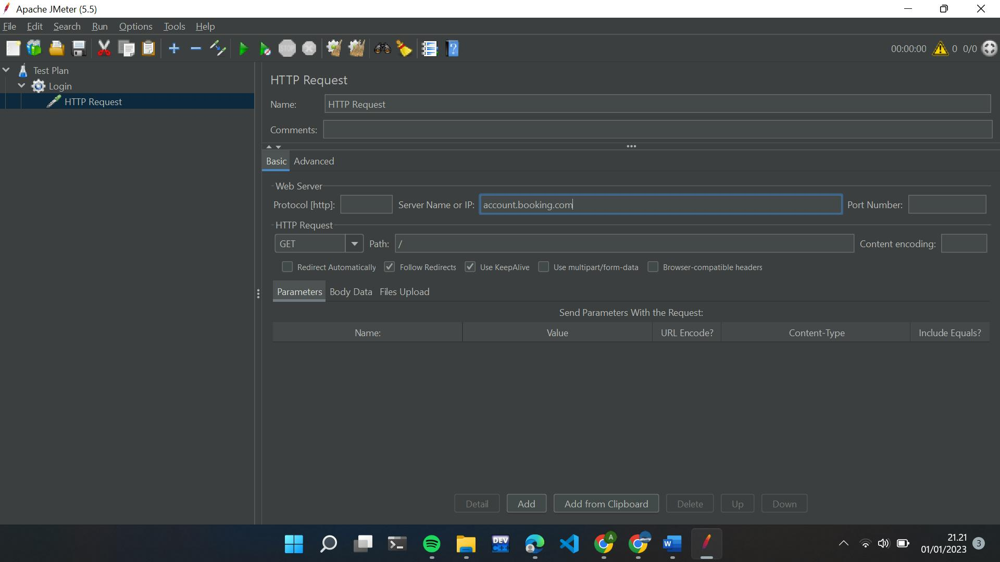 Apache JMeter (5.5)
File Edit Search Run Options Tools Help
STOP
00:00:00 0 0/0
Test Plan
Login
HTTP Request
HTTP Request
Name: HTTP Request
Comments:
Basic Advanced
Web Server
Protocol [http]: Server Name or IP: account.booking.com Port Number:
HTTP Request
GET Path: / Content encoding:
Redirect Automatically Follow Redirects Use KeepAlive Use multipart/form-data Browser-compatible headers
Parameters Body Data Files Upload
Send Parameters With the Request:
Name: Value URL Encode? Content-Type Include Equals?
Detail Add Add from Clipboard Delete Up Down
DEV C++
A
W
21.21
01/01/2023
3